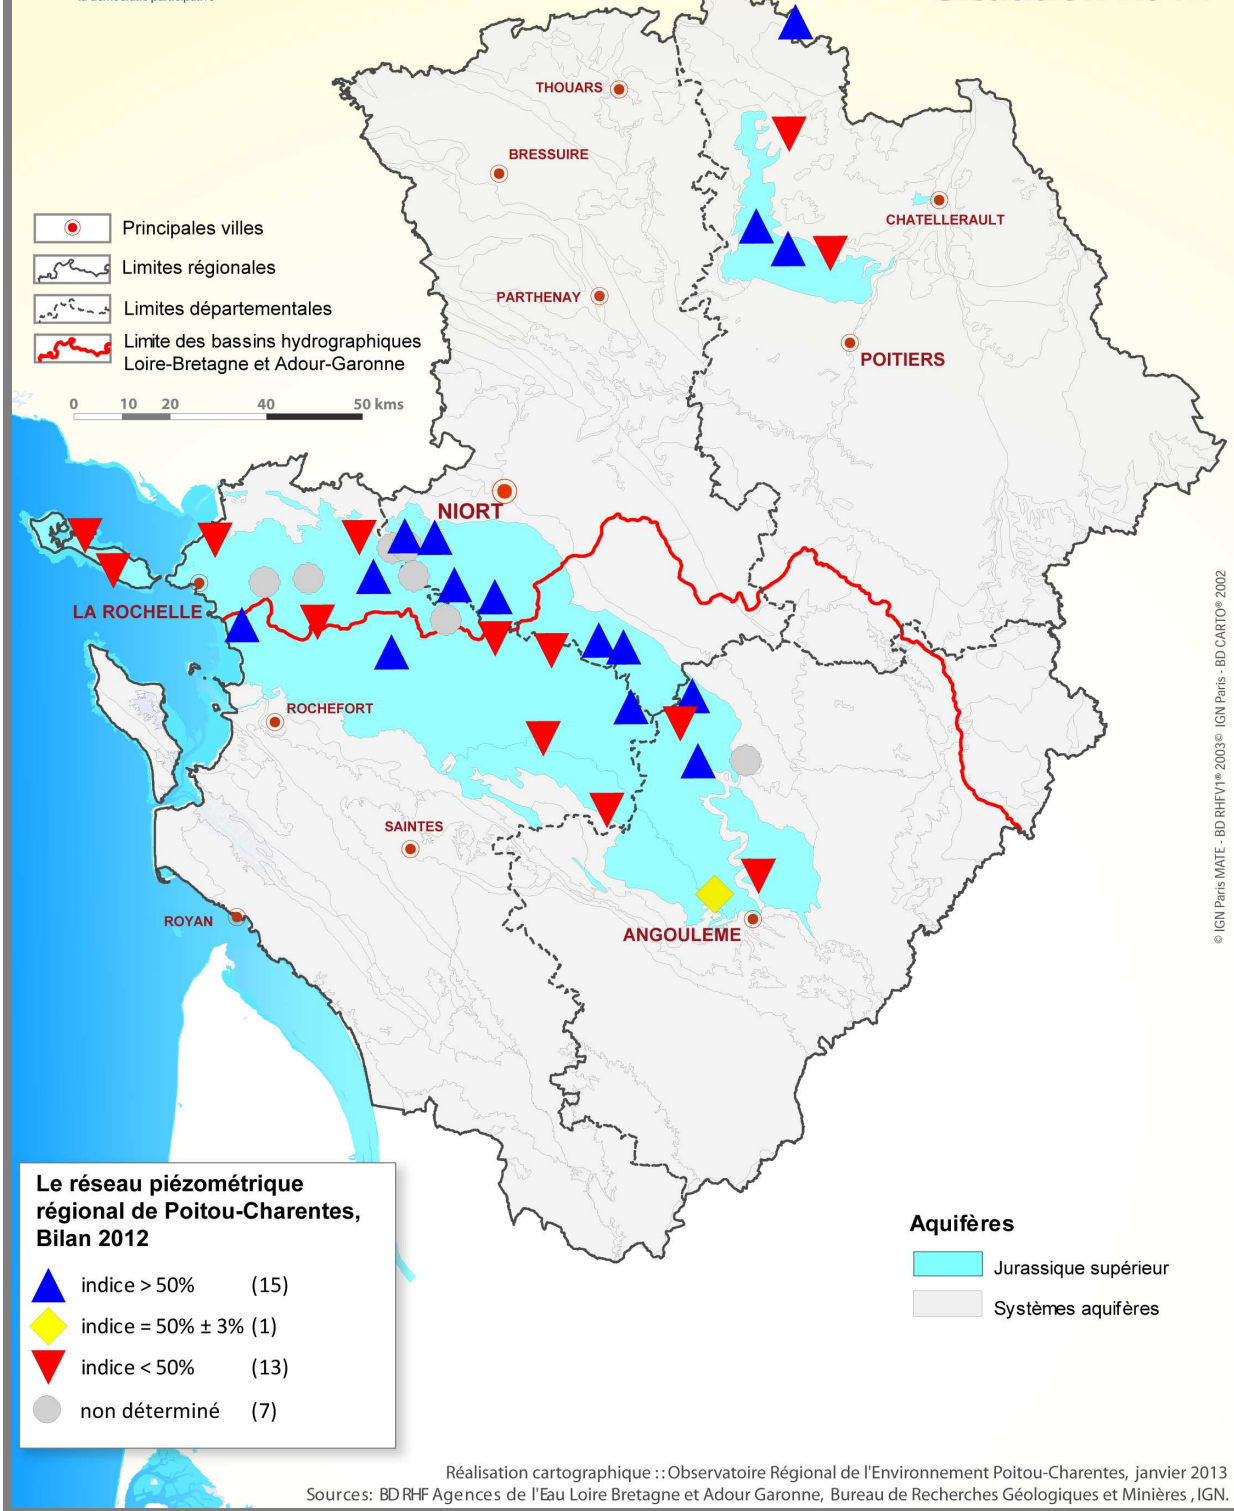 la démocratie participative
THOUARS
BRESSUIRE
CHATELLERAULT
Principales villes
Limites régionales
PARTHENAY
Limites départementales
Limite des bassins hydrographiques
Loire-Bretagne et Adour-Garonne
POITIERS
0 10 20 40 50 kms
NIORT
LA ROCHELLE
ROCHEFORT
SAINTES
ROYAN
ANGOULEME
© IGN Paris MATE - BD RHFV1® 2003© IGN Paris - BD CARTO® 2002
Le réseau piézométrique
régional de Poitou-Charentes,
Bilan 2012
indice > 50% (15)
indice = 50% ± 3% (1)
indice < 50% (13)
non déterminé (7)
Aquifères
Jurassique supérieur
Systèmes aquifères
Réalisation cartographique :: Observatoire Régional de l'Environnement Poitou-Charentes, janvier 2013
Sources: BD RHF Agences de l'Eau Loire Bretagne et Adour Garonne, Bureau de Recherches Géologiques et Minières , IGN.